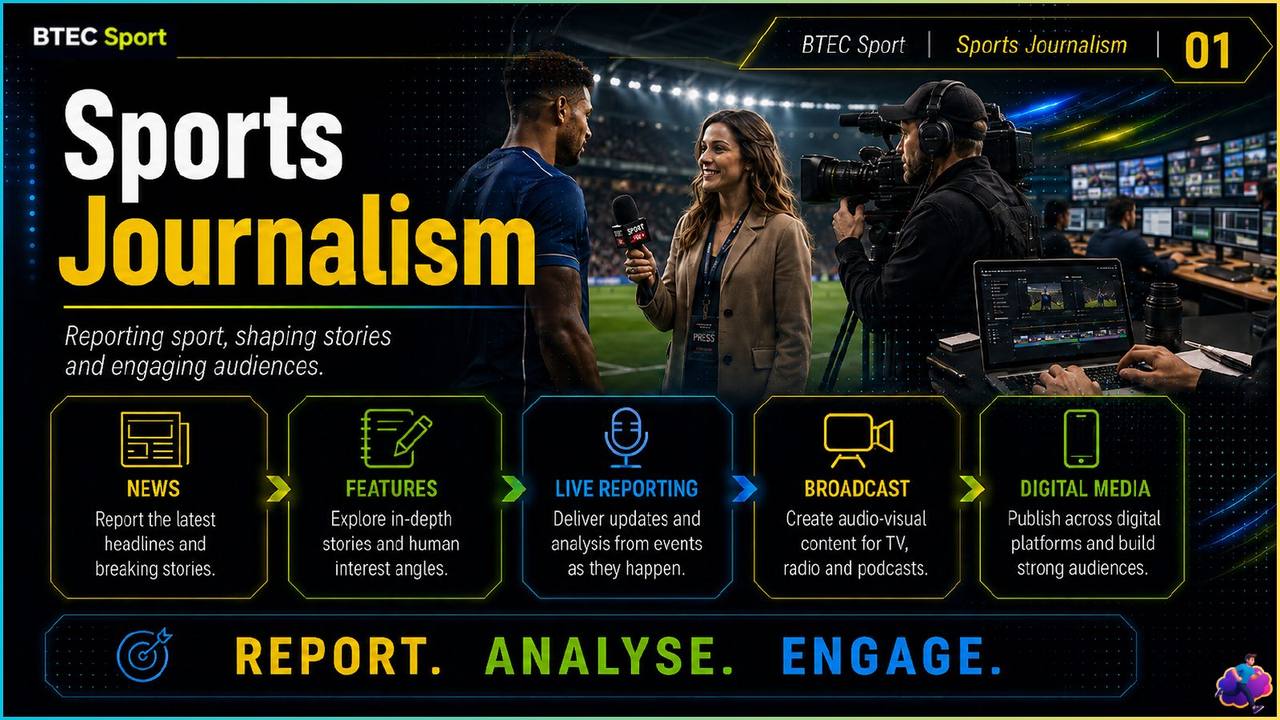 BTEC Sport
BTEC Sport | Sports Journalism | 01
Sports
Journalism
Reporting sport, shaping stories
and engaging audiences.
SPORT
PRESS
NEWS
Report the latest
headlines and
breaking stories.
FEATURES
Explore in-depth
stories and human
interest angles.
LIVE REPORTING
Deliver updates and
analysis from events
as they happen.
BROADCAST
Create audio-visual
content for TV,
radio and podcasts.
DIGITAL MEDIA
Publish across digital
platforms and build
strong audiences.
REPORT. ANALYSE. ENGAGE.